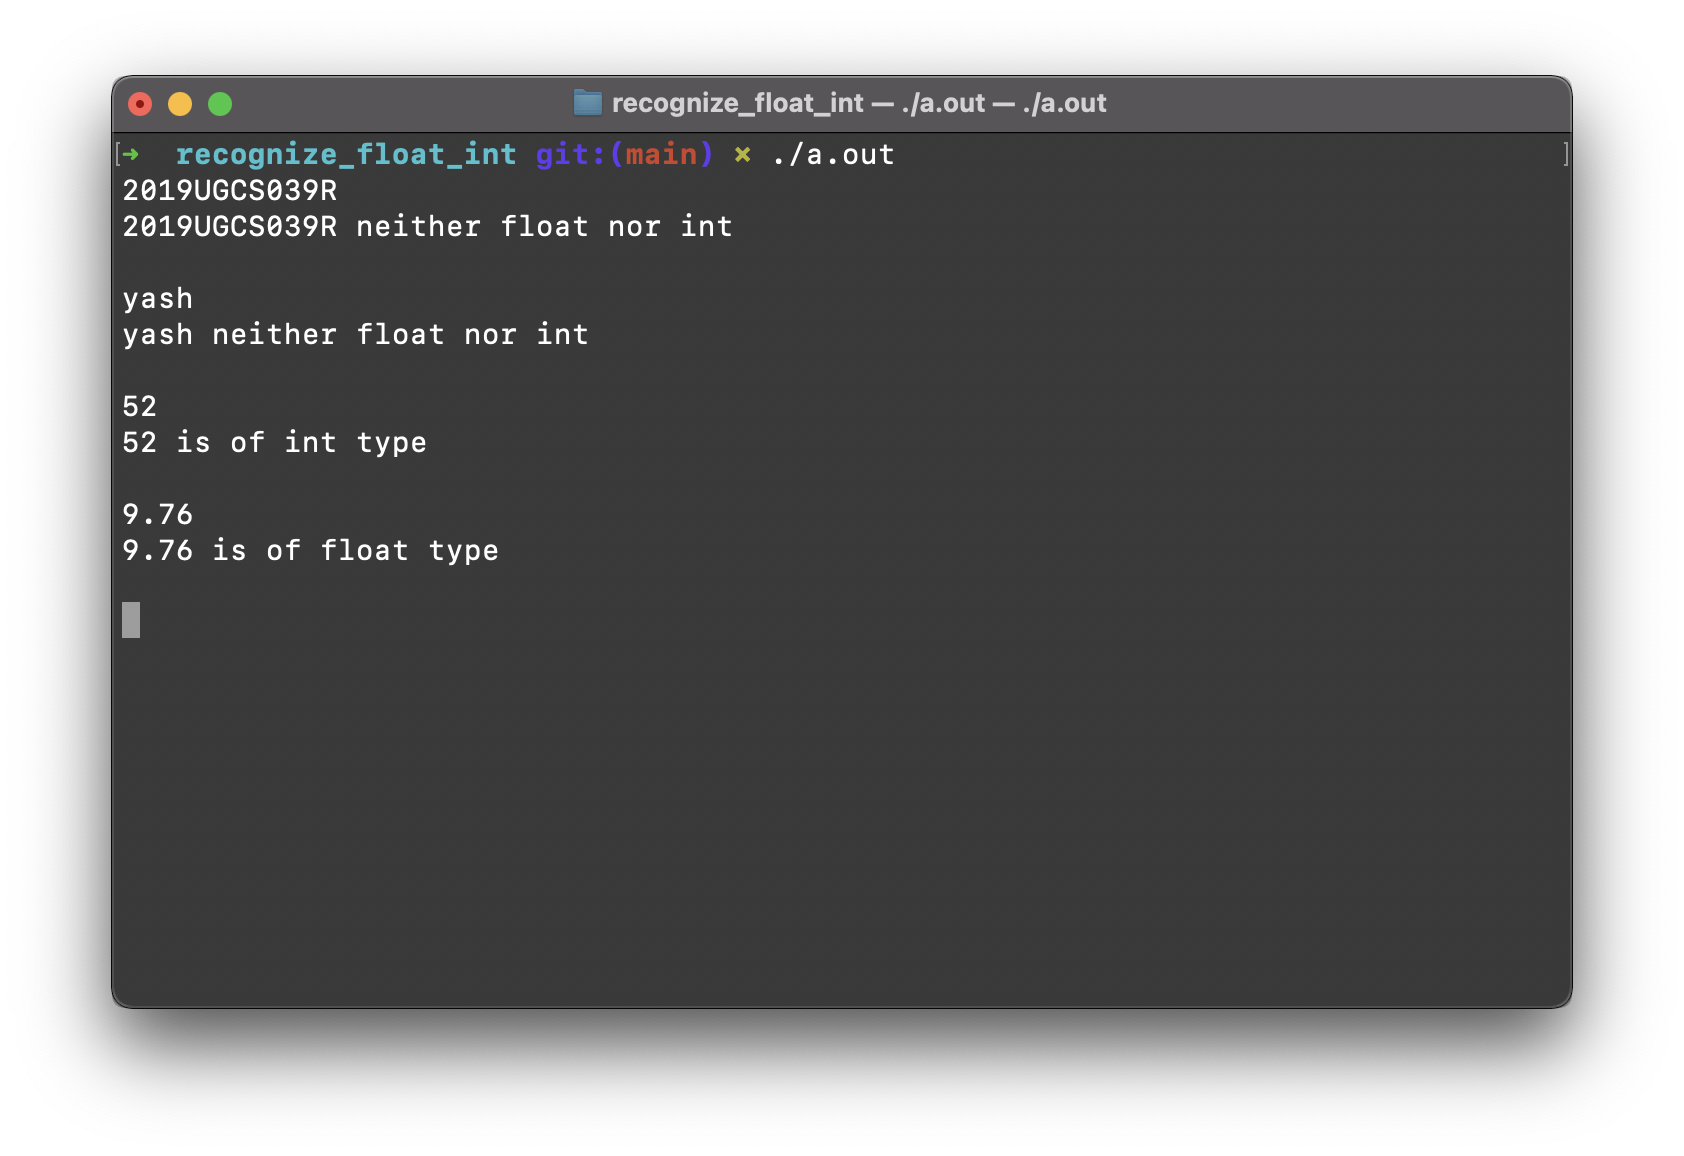 recognize_float_int — ./a.out — ./a.out
[➜ recognize_float_int git:(main) ✗ ./a.out ]
2019UGCS039R
2019UGCS039R neither float nor int
yash
yash neither float nor int
52
52 is of int type
9.76
9.76 is of float type